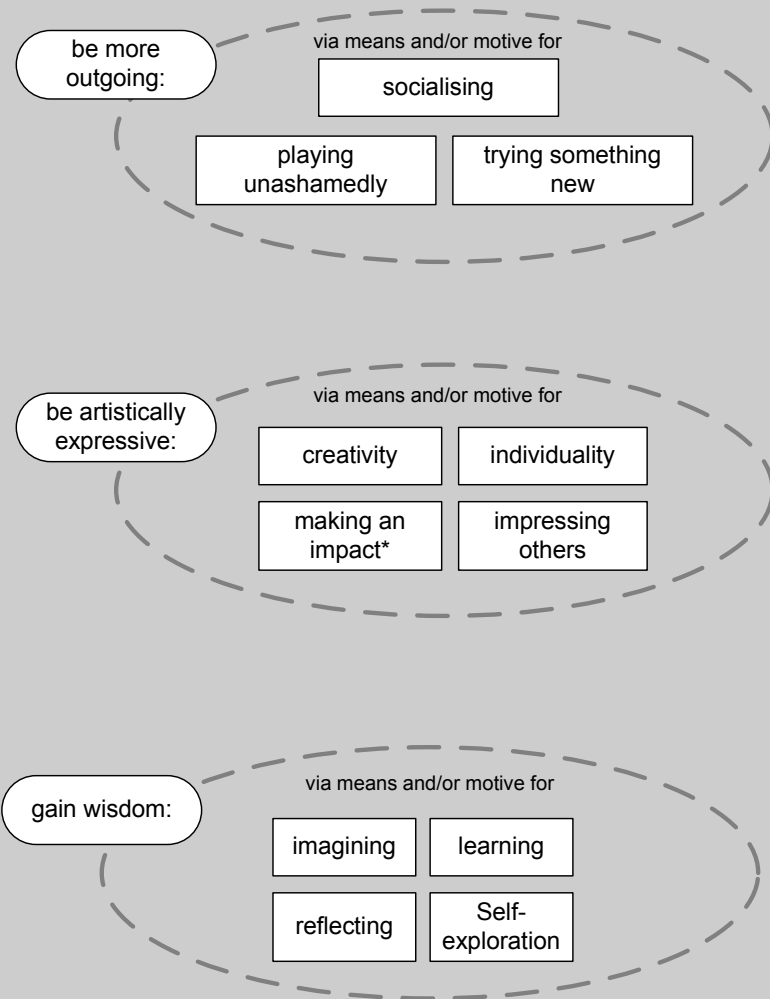 be more
outgoing:
via means and/or motive for
socialising
playing
unashamedly
trying something
new
be artistically
expressive:
via means and/or motive for
creativity
individuality
making an
impact*
impressing
others
gain wisdom:
via means and/or motive for
imagining
learning
reflecting
Self-
exploration